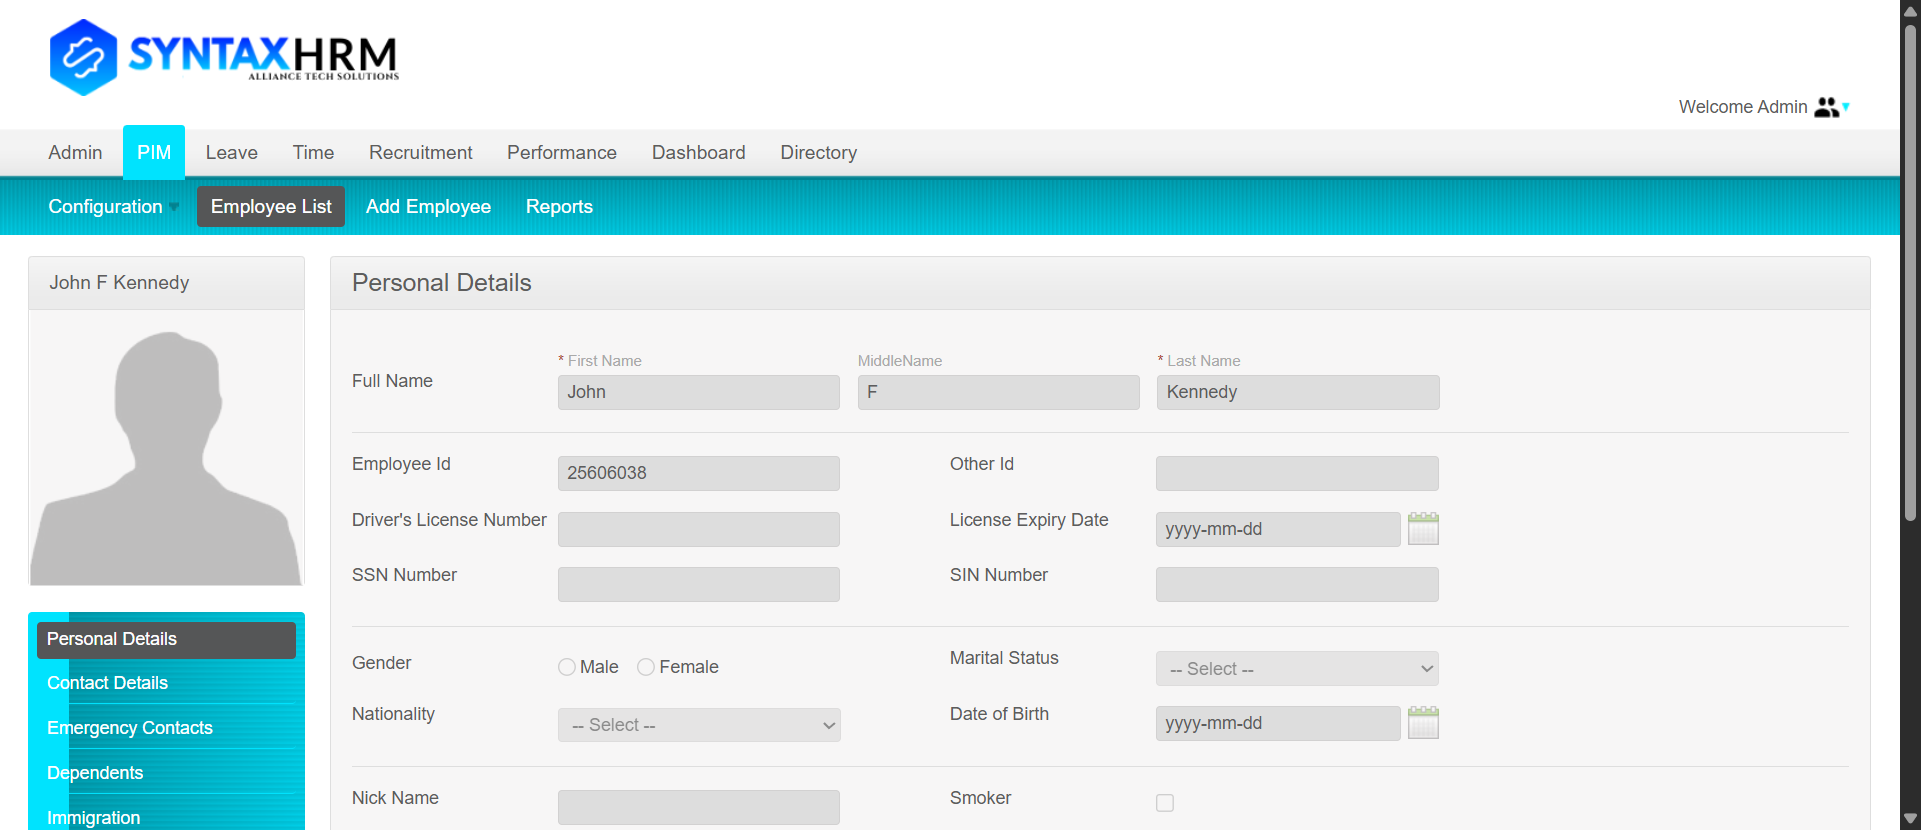 SYNTAXHRM
ALLIANCE TECH SOLUTIONS
Welcome Admin
Admin PIM Leave Time Recruitment Performance Dashboard Directory
Configuration Employee List Add Employee Reports
John F Kennedy
Personal Details
* First Name MiddleName * Last Name
Full Name John F Kennedy
Employee Id 25606038 Other Id
Driver's License Number License Expiry Date yyyy-mm-dd
SSN Number SIN Number
Gender Male Female Marital Status -- Select --
Nationality -- Select -- Date of Birth yyyy-mm-dd
Nick Name Smoker
Personal Details
Contact Details
Emergency Contacts
Dependents
Immigration